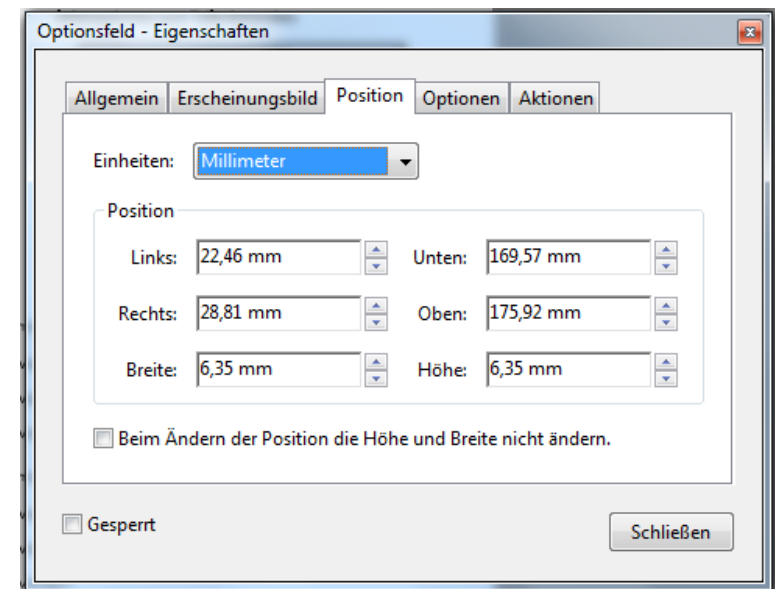 Optionsfeld - Eigenschaften
Allgemein Erscheinungsbild Position Optionen Aktionen
Einheiten: Millimeter
Position
Links: 22,46 mm Unten: 169,57 mm
Rechts: 28,81 mm Oben: 175,92 mm
Breite: 6,35 mm Höhe: 6,35 mm
Beim Ändern der Position die Höhe und Breite nicht ändern.
Gesperrt
Schließen